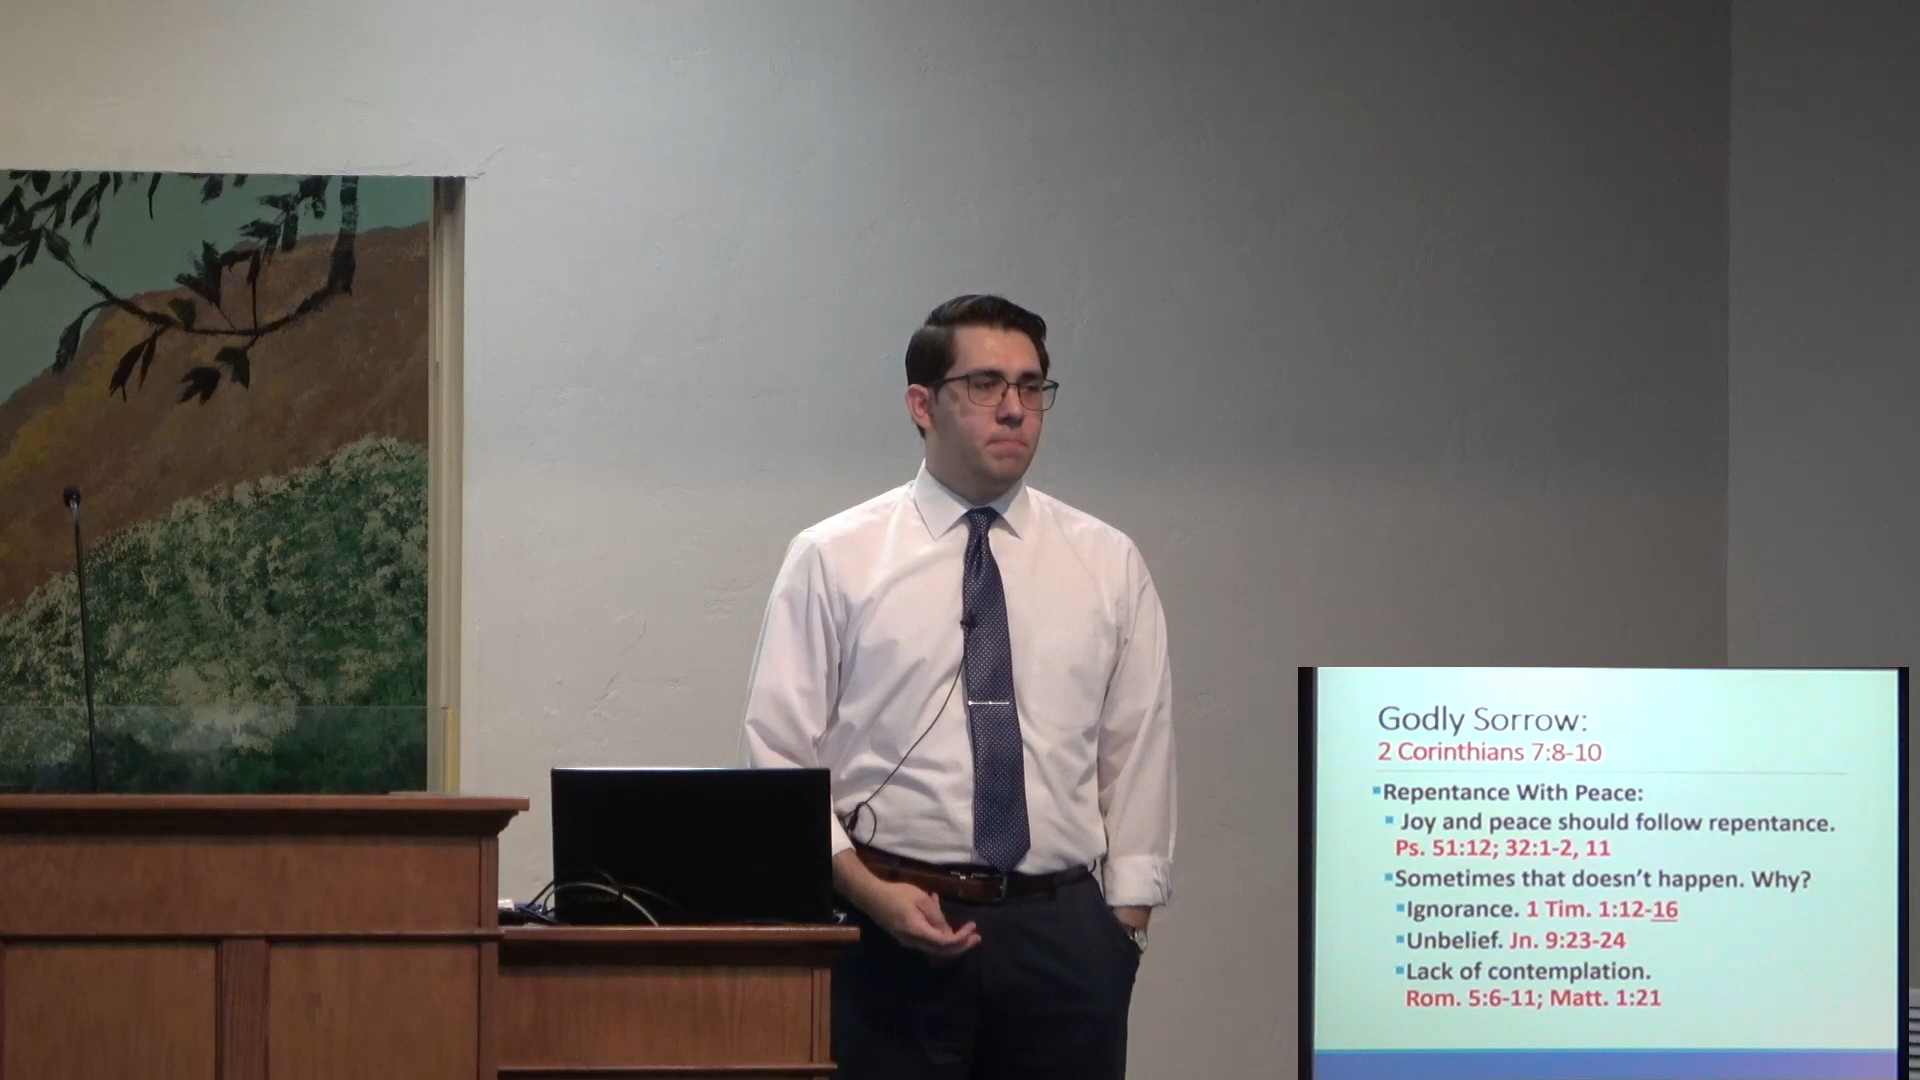 Godly Sorrow:
2 Corinthians 7:8-10
Repentance With Peace:
Joy and peace should follow repentance.
Ps. 51:12; 32:1-2, 11
Sometimes that doesn't happen. Why?
Ignorance. 1 Tim. 1:12-16
Unbelief. Jn. 9:23-24
Lack of contemplation.
Rom. 5:6-11; Matt. 1:21